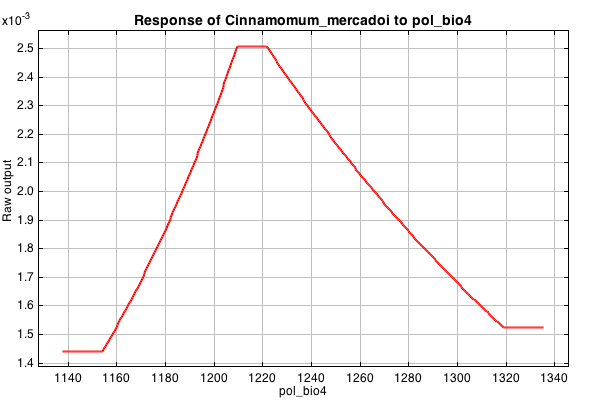 Response of Cinnamomum_mercadoi to pol_bio4
x10-3
Raw output
2.5
2.4
2.3
2.2
2.1
2.0
1.9
1.8
1.7
1.6
1.5
1.4
1140 1160 1180 1200 1220 1240 1260 1280 1300 1320 1340
pol_bio4